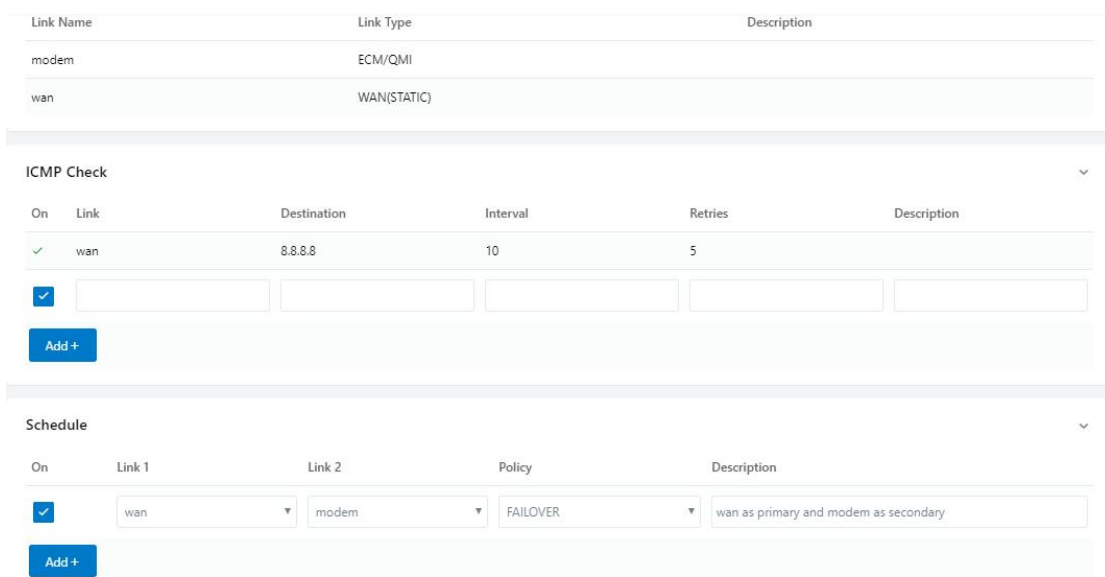 Link Name Link Type Description
modem ECM/QMI
wan WAN(STATIC)
ICMP Check
On Link Destination Interval Retries Description
wan 8.8.8.8 10 5
Add +
Schedule
On Link 1 Link 2 Policy Description
wan modem FAILOVER wan as primary and modem as secondary
Add +